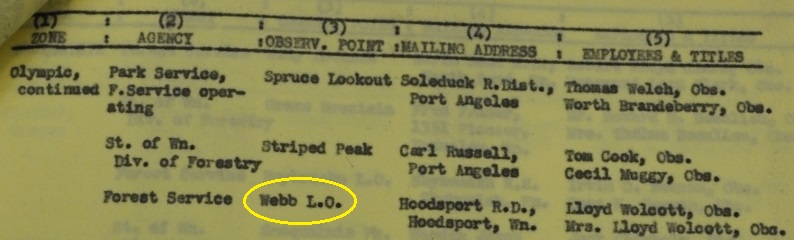 (1) : (2) : (3) : (4) : (5)
ZONE : AGENCY :OBSERV. POINT :MAILING ADDRESS : EMPLOYEES & TITLES
Olympic, Park Service, Spruce Lookout Soleduck R.Dist., Thomas Welch, Obs.
continued F.Service oper- Port Angeles Worth Brandeberry, Obs.
ating
St. of Wn. Striped Peak Carl Russell, Tom Cook, Obs.
Div. of Forestry Port Angeles Cecil Muggy, Obs.
Forest Service Webb L.O. Hoodsport R.D., Lloyd Wolcott, Obs.
Hoodsport, Wn. Mrs. Lloyd Wolcott, Obs.